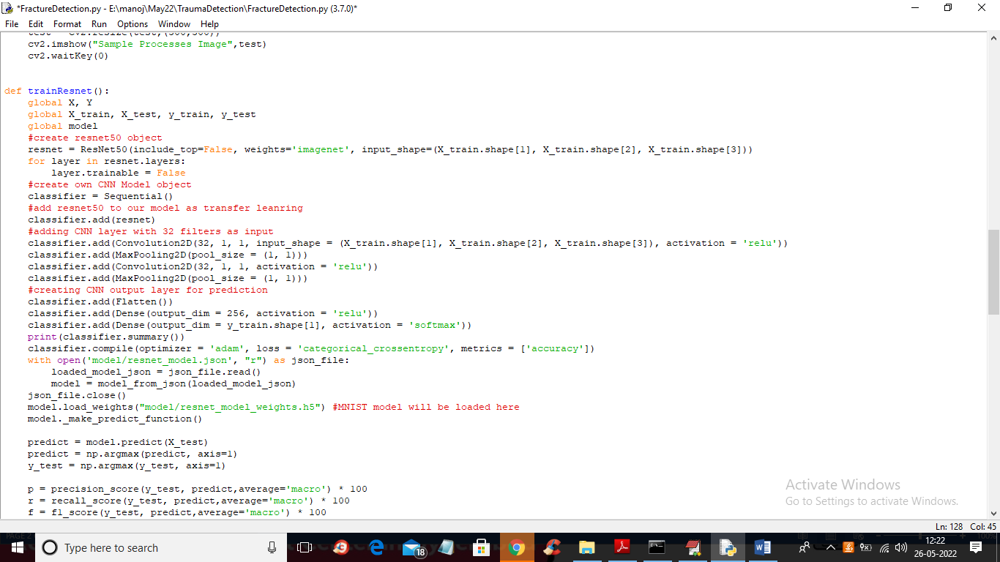 *FractureDetection.py - E:\manoj\May22\TraumaDetection\FractureDetection.py (3.7.0)*
File Edit Format Run Options Window Help
test = cv2.resize(test,(300,300))
cv2.imshow("Sample Processes Image",test)
cv2.waitKey(0)
def trainResnet():
global X, Y
global X_train, X_test, y_train, y_test
global model
#create resnet50 object
resnet = ResNet50(include_top=False, weights='imagenet', input_shape=(X_train.shape[1], X_train.shape[2], X_train.shape[3]))
for layer in resnet.layers:
layer.trainable = False
#create own CNN Model object
classifier = Sequential()
#add resnet50 to our model as transfer leanring
classifier.add(resnet)
#adding CNN layer with 32 filters as input
classifier.add(Convolution2D(32, 1, 1, input_shape = (X_train.shape[1], X_train.shape[2], X_train.shape[3]), activation = 'relu'))
classifier.add(MaxPooling2D(pool_size = (1, 1)))
classifier.add(Convolution2D(32, 1, 1, activation = 'relu'))
classifier.add(MaxPooling2D(pool_size = (1, 1)))
#creating CNN output layer for prediction
classifier.add(Flatten())
classifier.add(Dense(output_dim = 256, activation = 'relu'))
classifier.add(Dense(output_dim = y_train.shape[1], activation = 'softmax'))
print(classifier.summary())
classifier.compile(optimizer = 'adam', loss = 'categorical_crossentropy', metrics = ['accuracy'])
with open('model/resnet_model.json', "r") as json_file:
loaded_model_json = json_file.read()
model = model_from_json(loaded_model_json)
json_file.close()
model.load_weights("model/resnet_model_weights.h5") #MNIST model will be loaded here
model._make_predict_function()
predict = model.predict(X_test)
predict = np.argmax(predict, axis=1)
y_test = np.argmax(y_test, axis=1)
p = precision_score(y_test, predict,average='macro') * 100
r = recall_score(y_test, predict,average='macro') * 100
f = f1_score(y_test, predict,average='macro') * 100
Activate Windows
Go to Settings to activate Windows.
Ln: 128 Col: 45
Type here to search
18
12:22
26-05-2022